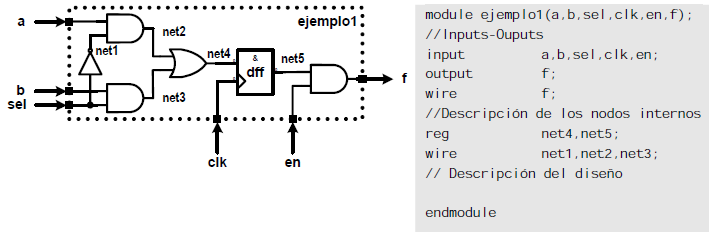 ejemplo1
a
net1
net2
net4
net5
&
dff
f
b
sel
net3
clk
en
module ejemplo1(a,b,sel,clk,en,f);
//Inputs-Ouputs
input a,b,sel,clk,en;
output f;
wire f;
//Descripción de los nodos internos
reg net4,net5;
wire net1,net2,net3;
// Descripción del diseño
endmodule